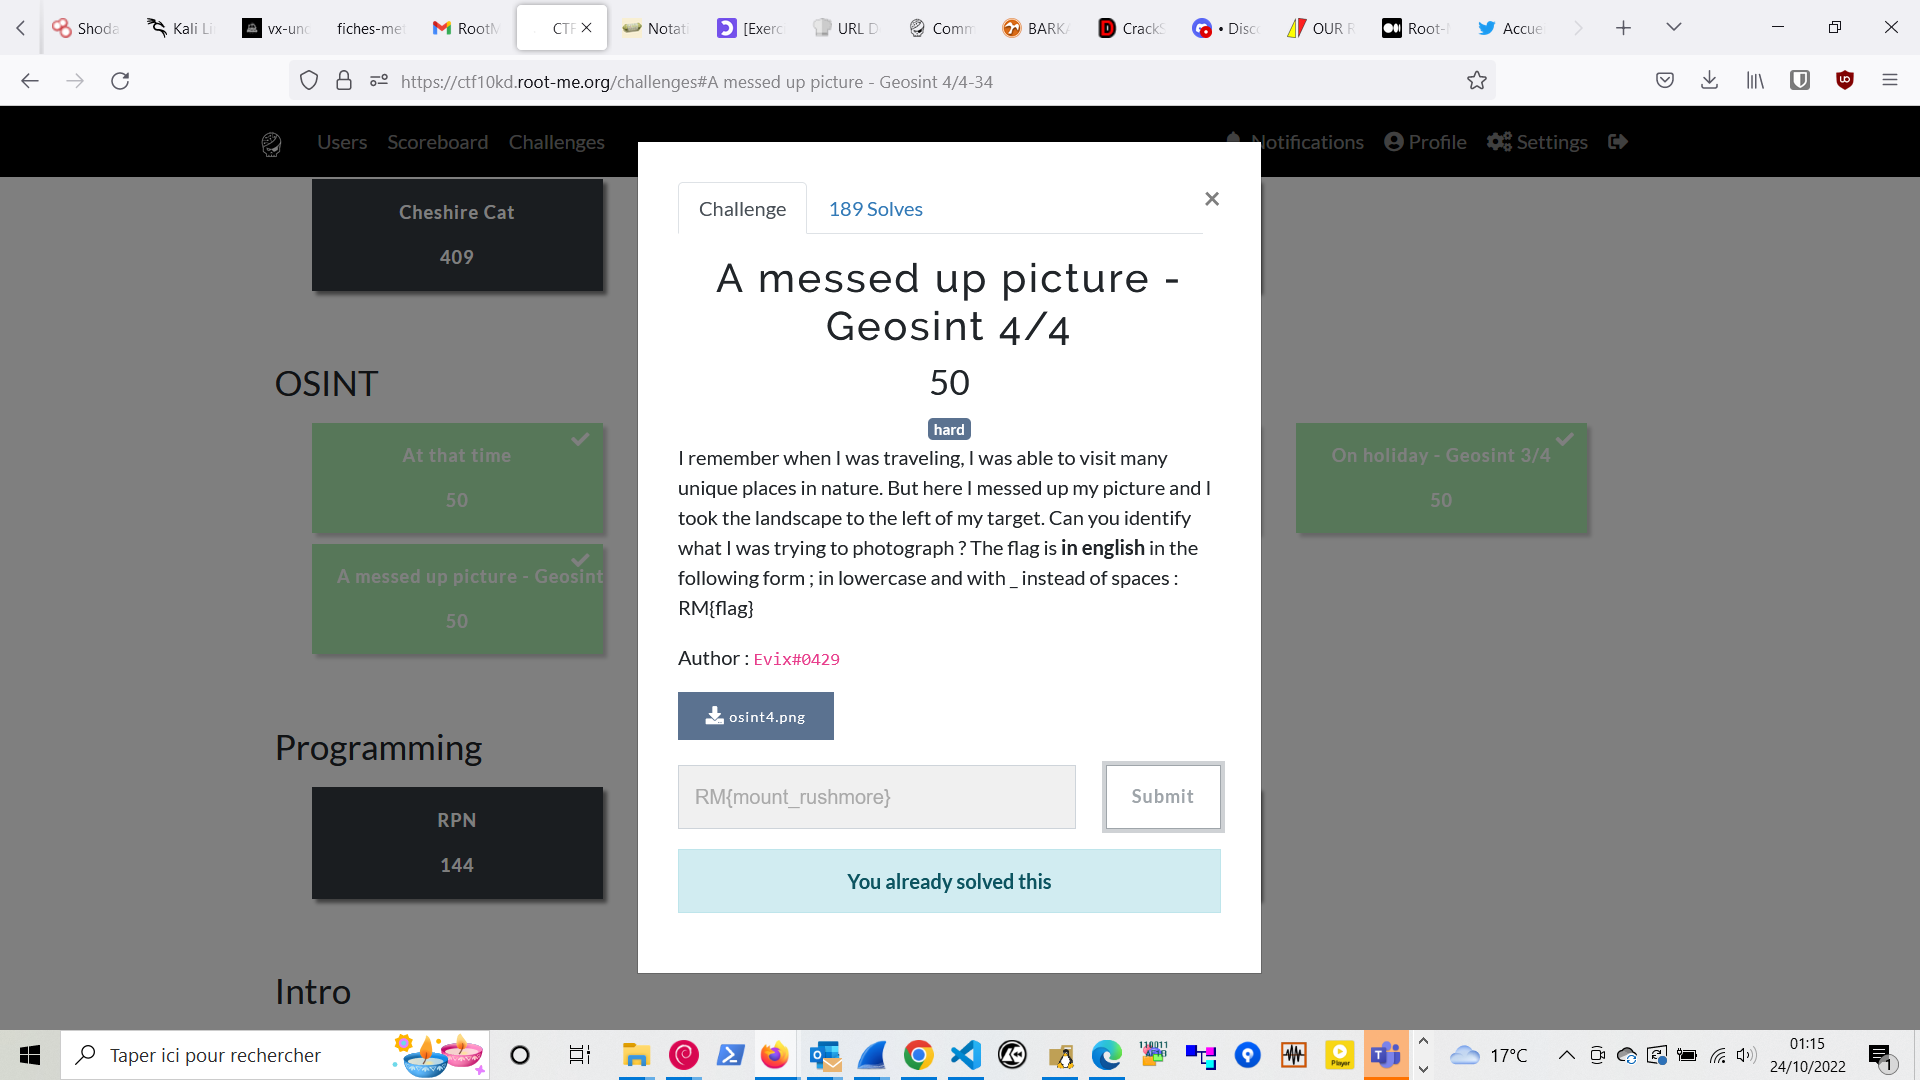 Shoda
Kali Li
vx-und
fiches-met
RootM
CTF
Notati
[Exerc
URL D
Comm
BARKA
CrackS
• Disc
OUR R
Root-
Accue
https://ctf10kd.root-me.org/challenges#A messed up picture - Geosint 4/4-34
Users
Scoreboard
Challenges
Notifications
Profile
Settings
Cheshire Cat
409
OSINT
At that time
50
On holiday - Geosint 3/4
50
A messed up picture - Geosint
50
Programming
RPN
144
Intro
Challenge
189 Solves
×
A messed up picture -
Geosint 4/4
50
hard
I remember when I was traveling, I was able to visit many
unique places in nature. But here I messed up my picture and I
took the landscape to the left of my target. Can you identify
what I was trying to photograph ? The flag is in english in the
following form ; in lowercase and with _ instead of spaces :
RM{flag}
Author : Evix#0429
osint4.png
RM{mount_rushmore}
Submit
You already solved this
Taper ici pour rechercher
17°C
01:15
24/10/2022
1